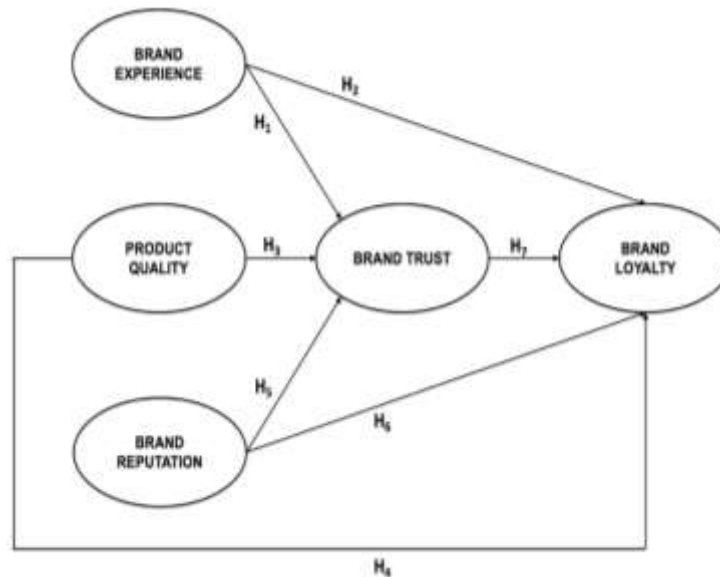 BRAND
EXPERIENCE
H₂
H₁
PRODUCT
QUALITY
H₃
BRAND TRUST
H₇
BRAND
LOYALTY
H₅
BRAND
REPUTATION
H₆
H₄